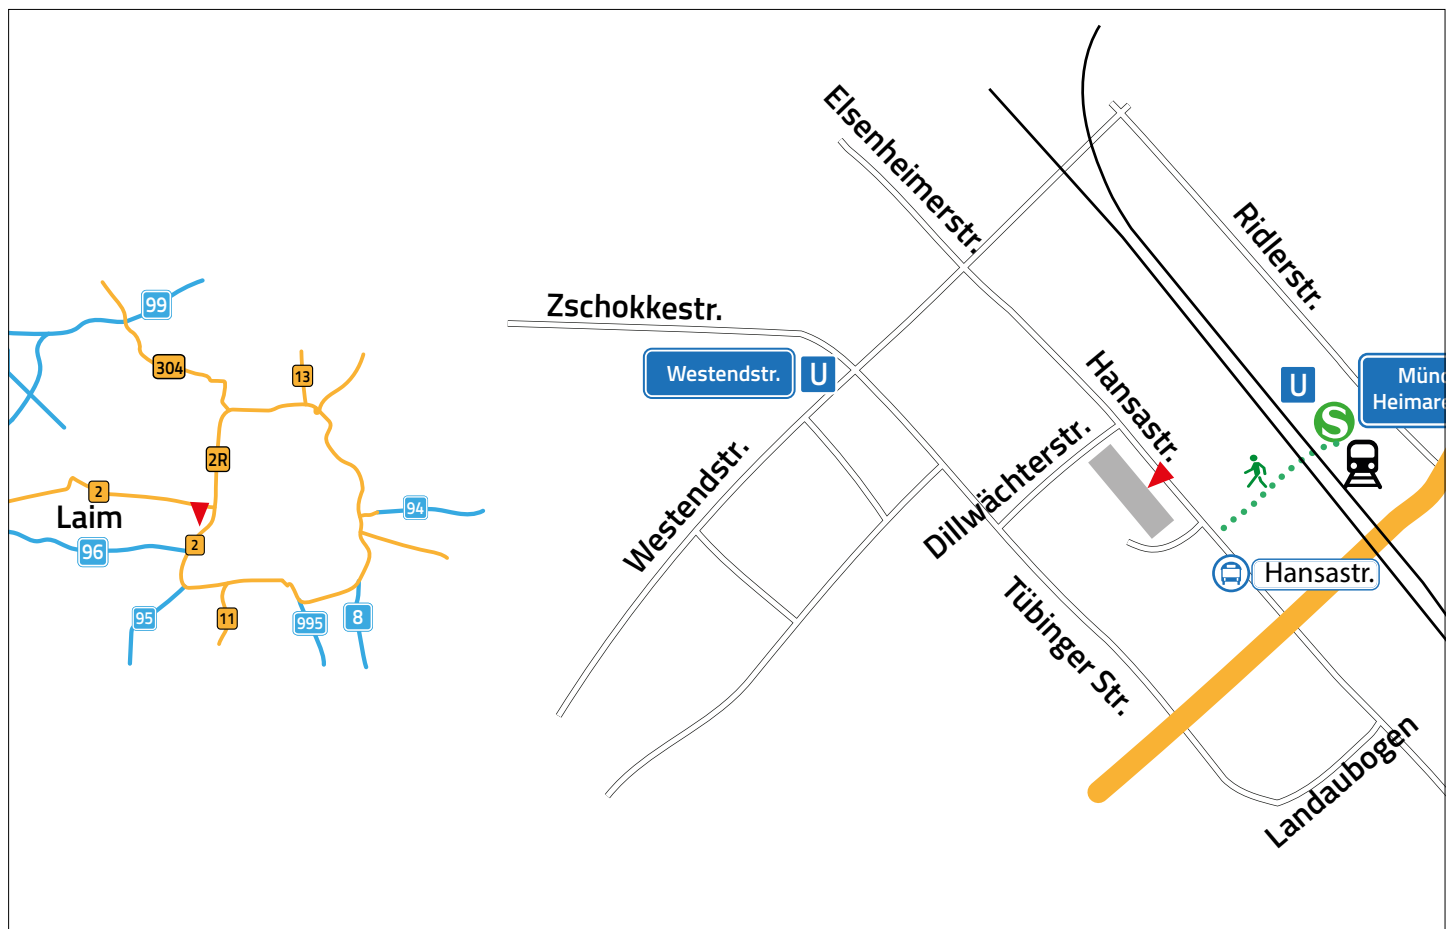 Elsenheimerstr.
Ridlerstr.
Zschokkestr.
99
304
13
Westendstr.
U
Hansastr.
U
S
Dillwächterstr.
Westendstr.
2R
2
Laim
94
96
2
Hansastr.
Tübinger Str.
95
11
995
8
Landaubogen